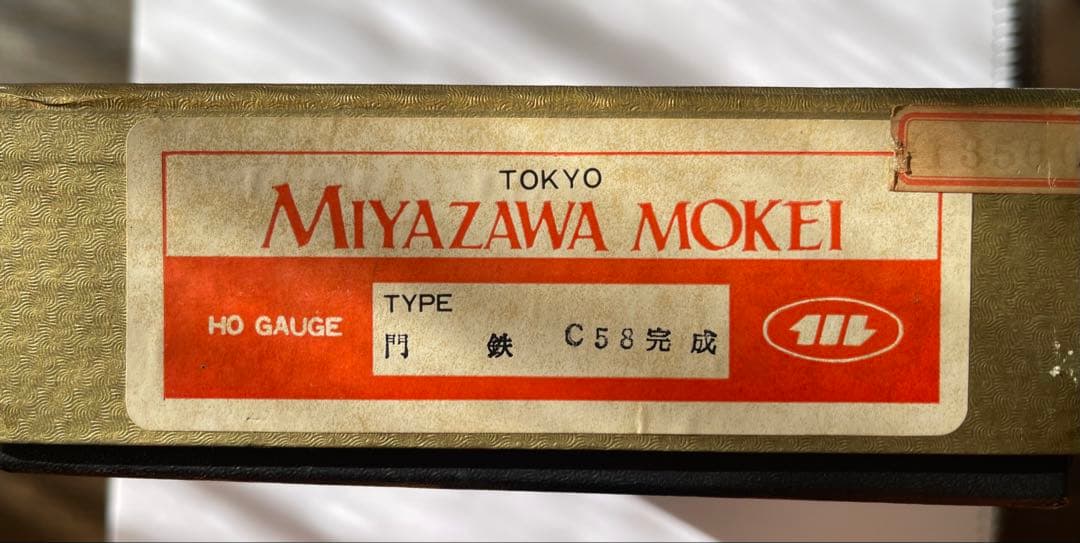 TOKYO
MIYAZAWA MOKEI
HO GAUGE
TYPE
門 鉄 C58完成